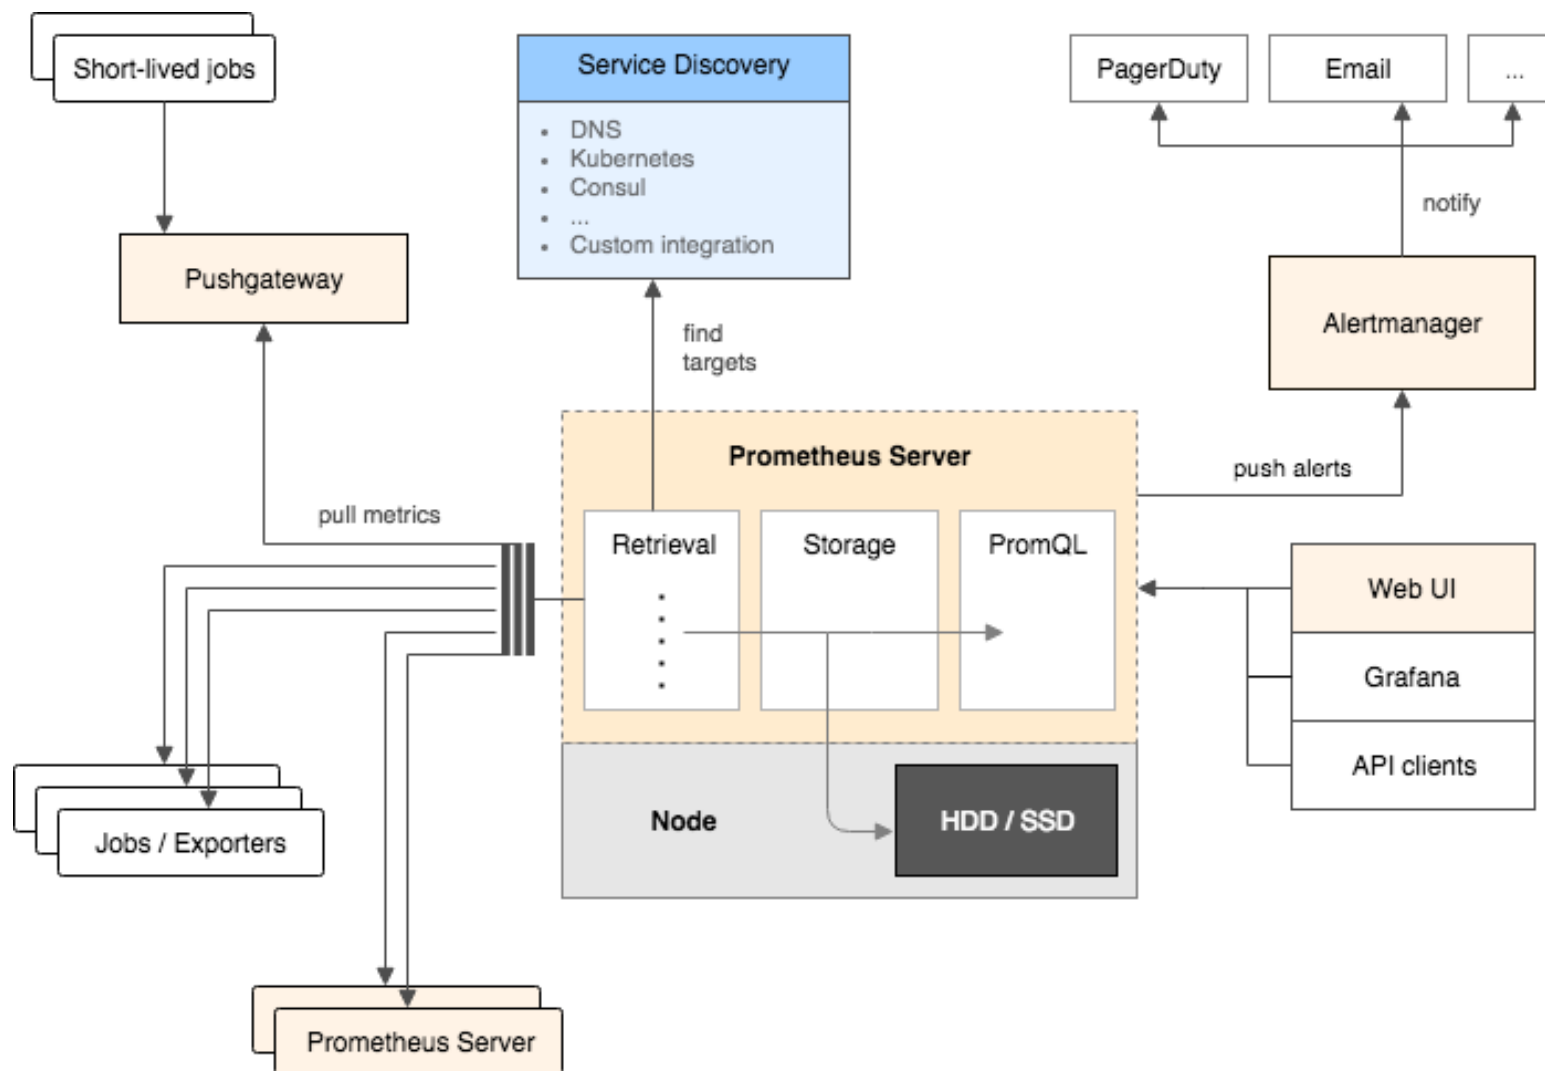 Short-lived jobs
Service Discovery
• DNS
• Kubernetes
• Consul
• ...
• Custom integration
PagerDuty
Email
...
notify
Pushgateway
find
targets
Alertmanager
Prometheus Server
push alerts
pull metrics
Retrieval
Storage
PromQL
Web UI
Grafana
API clients
Node
HDD / SSD
Jobs / Exporters
Prometheus Server